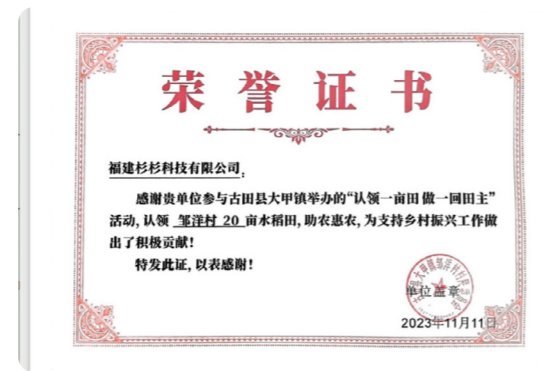 荣誉证书
福建杉杉科技有限公司：
感谢贵单位参与古田县大甲镇举办的“认领一亩田 做一回田主”
活动，认领 邹洋村 20 亩水稻田，助农惠农，为支持乡村振兴工作做
出了积极贡献！
特发此证，以表感谢！
单位盖章
2023年11月11日